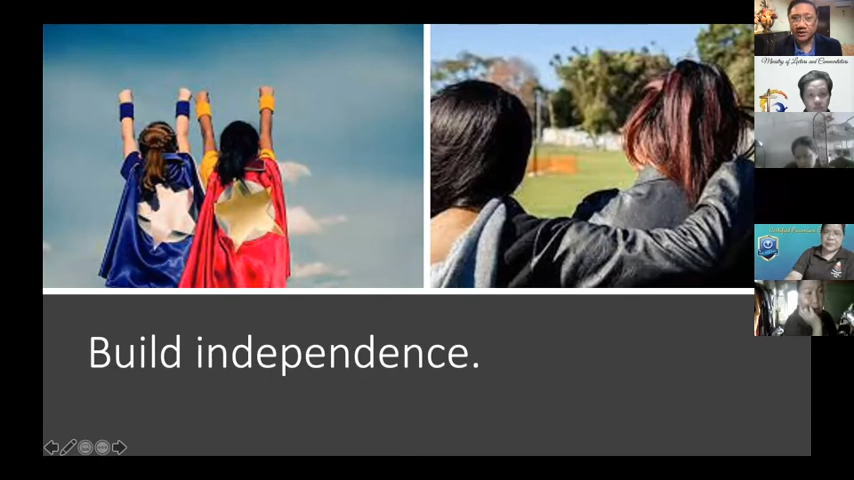 Build independence.
Ministry of Lectors and Commentators